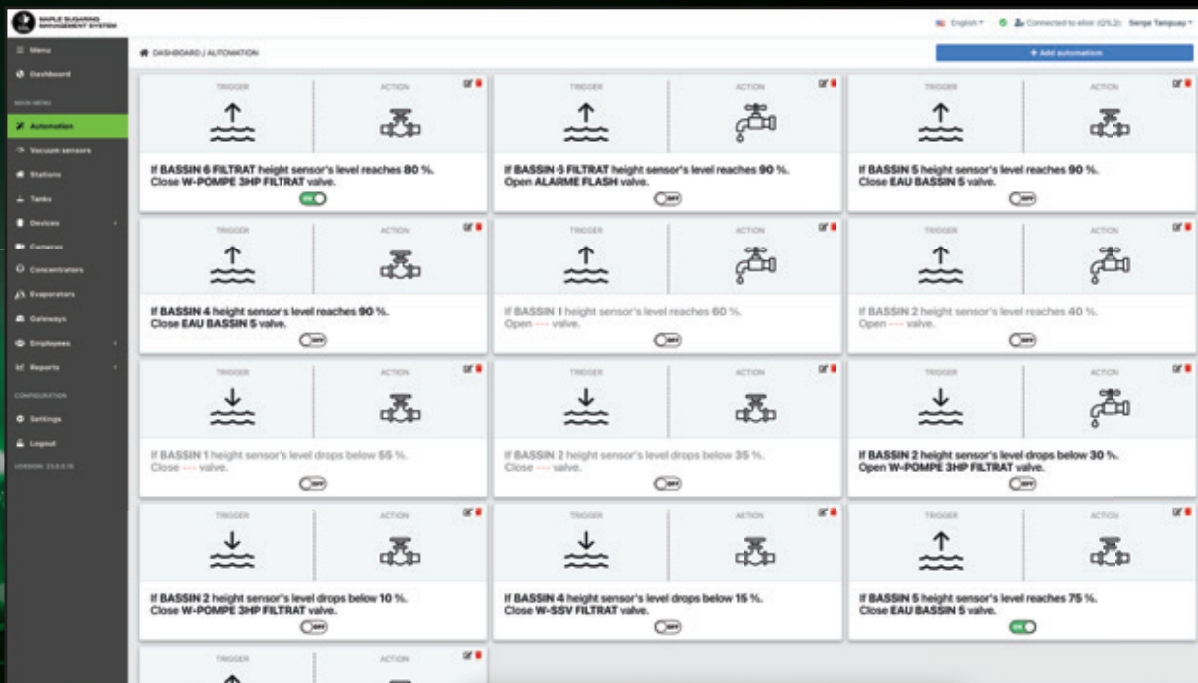 MAPLE SUGARING
MANAGEMENT SYSTEM
English
Connected to elixir
Serge Tanguay
Menu
Dashboard
MAIN MENU
Automation
Vacuum sensors
Stations
Tanks
Devices
Cameras
Concentrators
Evaporators
Gateways
Employees
Reports
CONFIGURATION
Settings
Logout
DASHBOARD / AUTOMATION
+ Add automatism
TRIGGER
ACTION
If BASSIN 6 FILTRAT height sensor's level reaches 80 %.
Close W-POMPE 3HP FILTRAT valve.
ON
TRIGGER
ACTION
If BASSIN 5 FILTRAT height sensor's level reaches 90 %.
Open ALARME FLASH valve.
OFF
TRIGGER
ACTION
If BASSIN 5 height sensor's level reaches 90 %.
Close EAU BASSIN 5 valve.
OFF
TRIGGER
ACTION
If BASSIN 4 height sensor's level reaches 90 %.
Close EAU BASSIN 5 valve.
OFF
TRIGGER
ACTION
If BASSIN 1 height sensor's level reaches 60 %.
Open --- valve.
OFF
TRIGGER
ACTION
If BASSIN 2 height sensor's level reaches 40 %.
Open --- valve.
OFF
TRIGGER
ACTION
If BASSIN 1 height sensor's level drops below 55 %.
Close --- valve.
OFF
TRIGGER
ACTION
If BASSIN 2 height sensor's level drops below 35 %.
Close --- valve.
OFF
TRIGGER
ACTION
If BASSIN 2 height sensor's level drops below 30 %.
Open W-POMPE 3HP FILTRAT valve.
OFF
TRIGGER
ACTION
If BASSIN 2 height sensor's level drops below 10 %.
Close W-POMPE 3HP FILTRAT valve.
OFF
TRIGGER
ACTION
If BASSIN 4 height sensor's level drops below 15 %.
Close W-SSV FILTRAT valve.
OFF
TRIGGER
ACTION
If BASSIN 5 height sensor's level reaches 75 %.
Close EAU BASSIN 5 valve.
ON
TRIGGER
ACTION